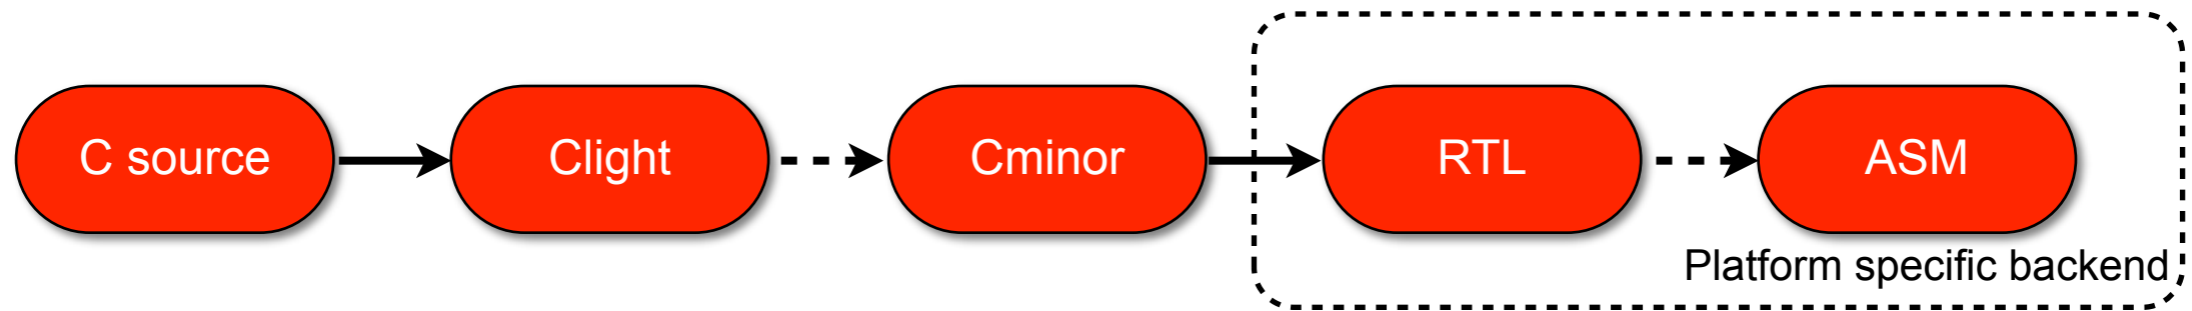 C source
Clight
Cminor
RTL
ASM
Platform specific backend